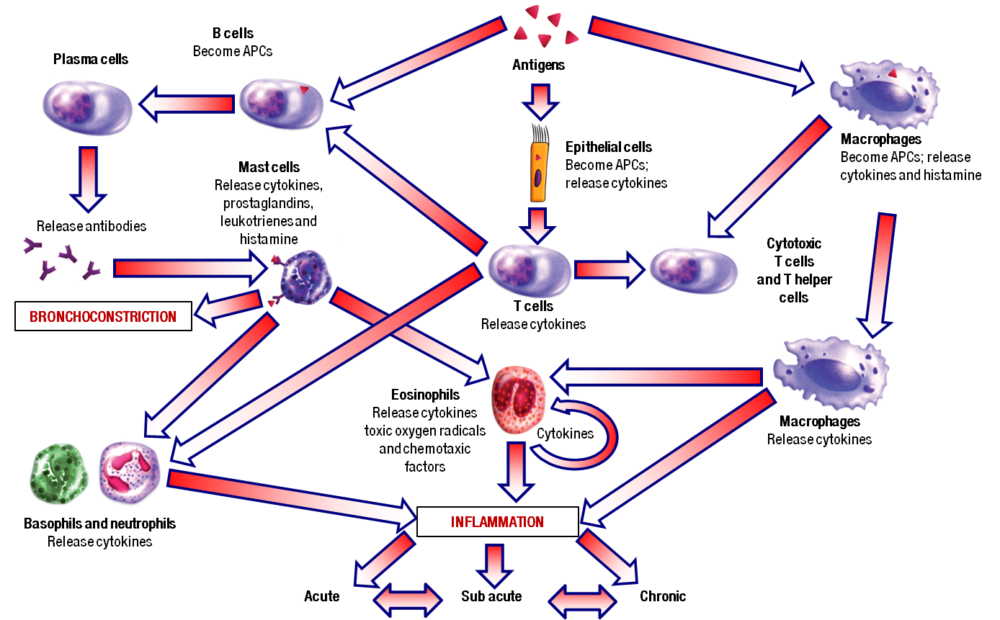 B cells
Become APCs
Plasma cells
Antigens
Macrophages
Become APCs; release
cytokines and histamine
Epithelial cells
Become APCs;
release cytokines
Mast cells
Release cytokines,
prostaglandins,
leukotrienes and
histamine
Release antibodies
Cytotoxic
T cells
and T helper
cells
BRONCHOCONSTRICTION
T cells
Release cytokines
Eosinophils
Release cytokines
toxic oxygen radicals
and chemotaxic
factors
Cytokines
Macrophages
Release cytokines
Basophils and neutrophils
Release cytokines
INFLAMMATION
Acute
Sub acute
Chronic